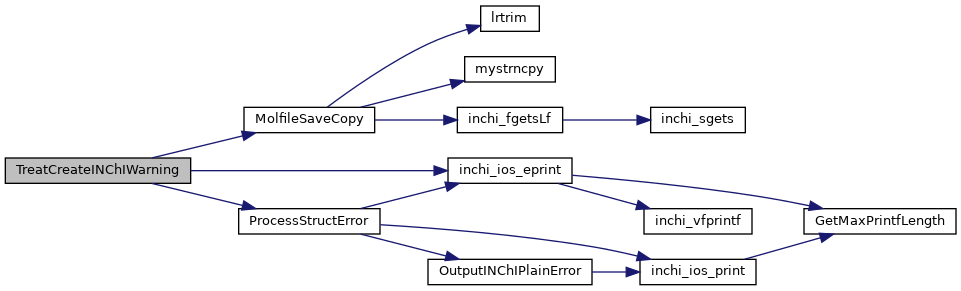 lrtrim
mystrncpy
MolfileSaveCopy
inchi_fgetsLf
inchi_sgets
TreatCreateINChIWarning
inchi_ios_eprint
ProcessStructError
inchi_vfprintf
GetMaxPrintfLength
OutputINChIPlainError
inchi_ios_print